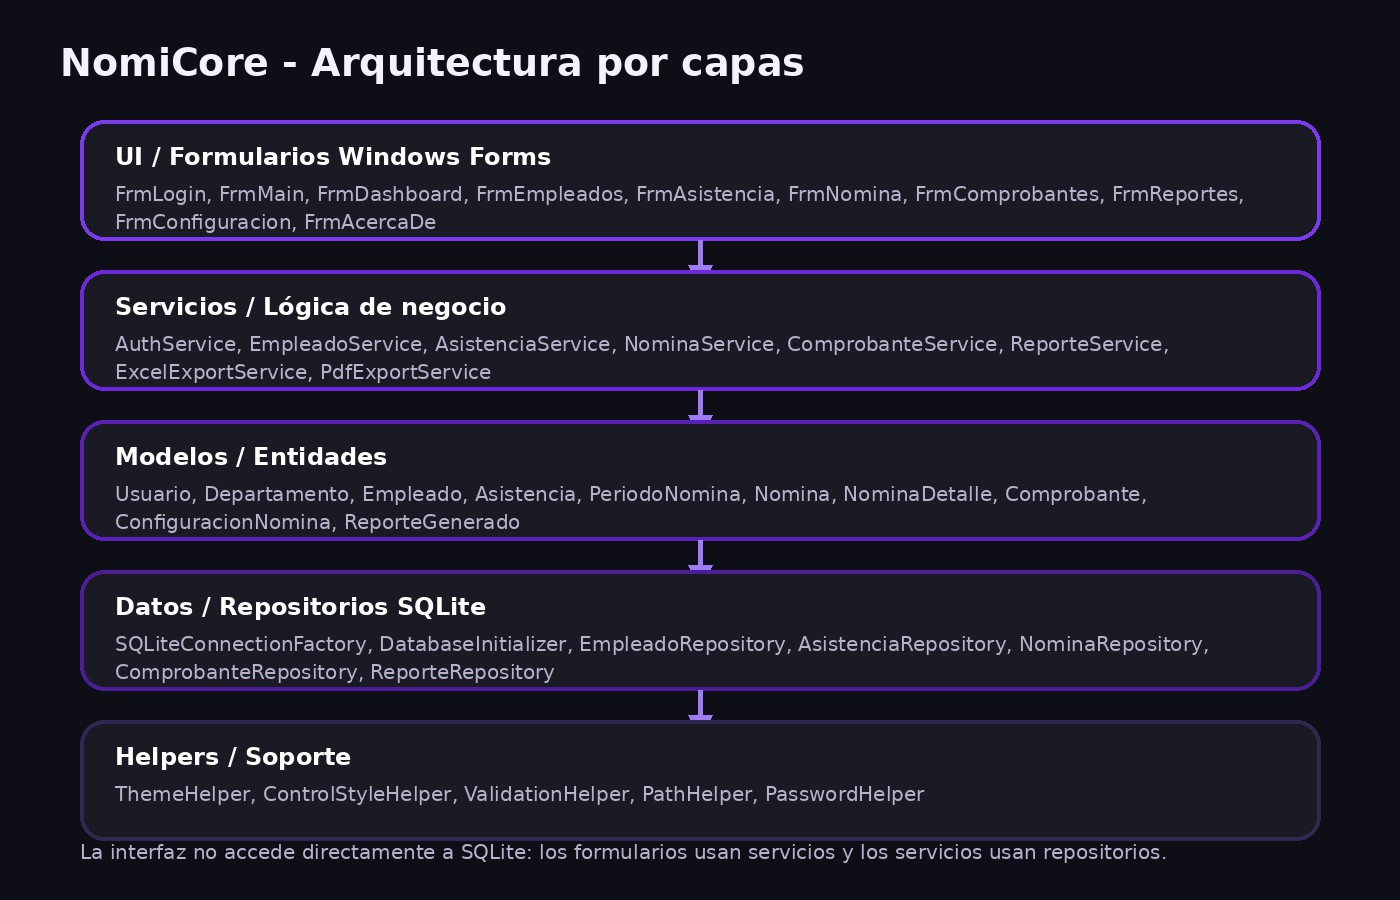 NomiCore - Arquitectura por capas
UI / Formularios Windows Forms
FrmLogin, FrmMain, FrmDashboard, FrmEmpleados, FrmAsistencia, FrmNomina, FrmComprobantes, FrmReportes,
FrmConfiguracion, FrmAcercaDe
Servicios / Lógica de negocio
AuthService, EmpleadoService, AsistenciaService, NominaService, ComprobanteService, ReporteService,
ExcelExportService, PdfExportService
Modelos / Entidades
Usuario, Departamento, Empleado, Asistencia, PeriodoNomina, Nomina, NominaDetalle, Comprobante,
ConfiguracionNomina, ReporteGenerado
Datos / Repositorios SQLite
SQLiteConnectionFactory, DatabaseInitializer, EmpleadoRepository, AsistenciaRepository, NominaRepository,
ComprobanteRepository, ReporteRepository
Helpers / Soporte
ThemeHelper, ControlStyleHelper, ValidationHelper, PathHelper, PasswordHelper
La interfaz no accede directamente a SQLite: los formularios usan servicios y los servicios usan repositorios.